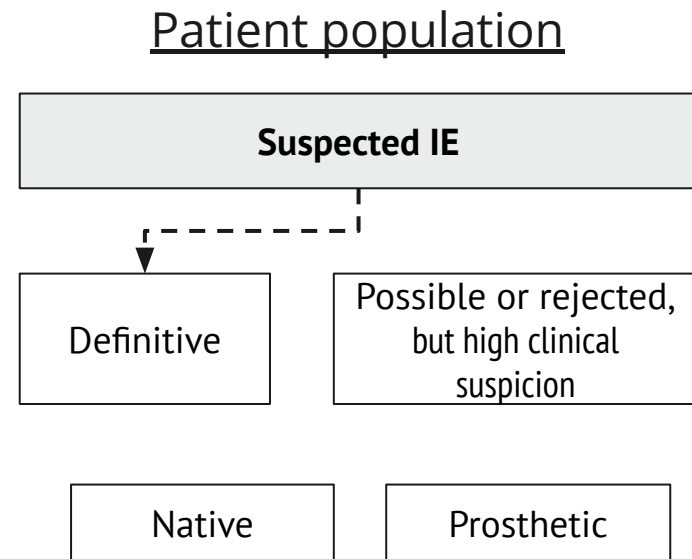 Patient population
Suspected IE
Definitive
Possible or rejected,
but high clinical
suspicion
Native
Prosthetic